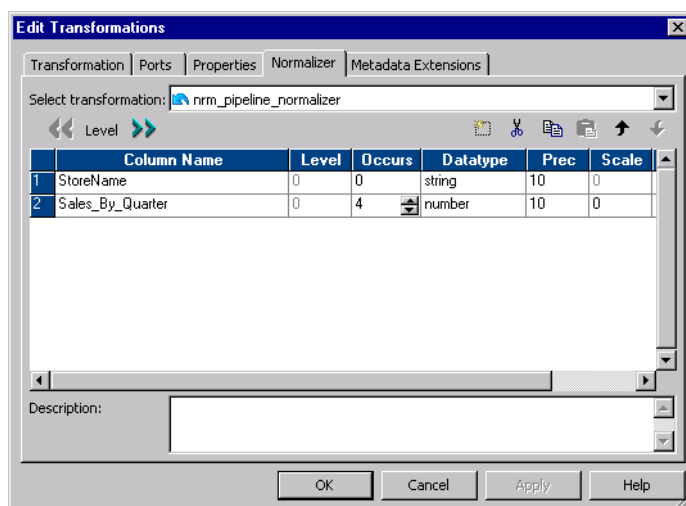 Edit Transformations
Transformation Ports Properties Normalizer Metadata Extensions
Select transformation: nrm_pipeline_normalizer
Level
Column Name Level Occurs Datatype Prec Scale
1 StoreName 0 0 string 10 0
2 Sales_By_Quarter 0 4 number 10 0
Description:
OK Cancel Apply Help